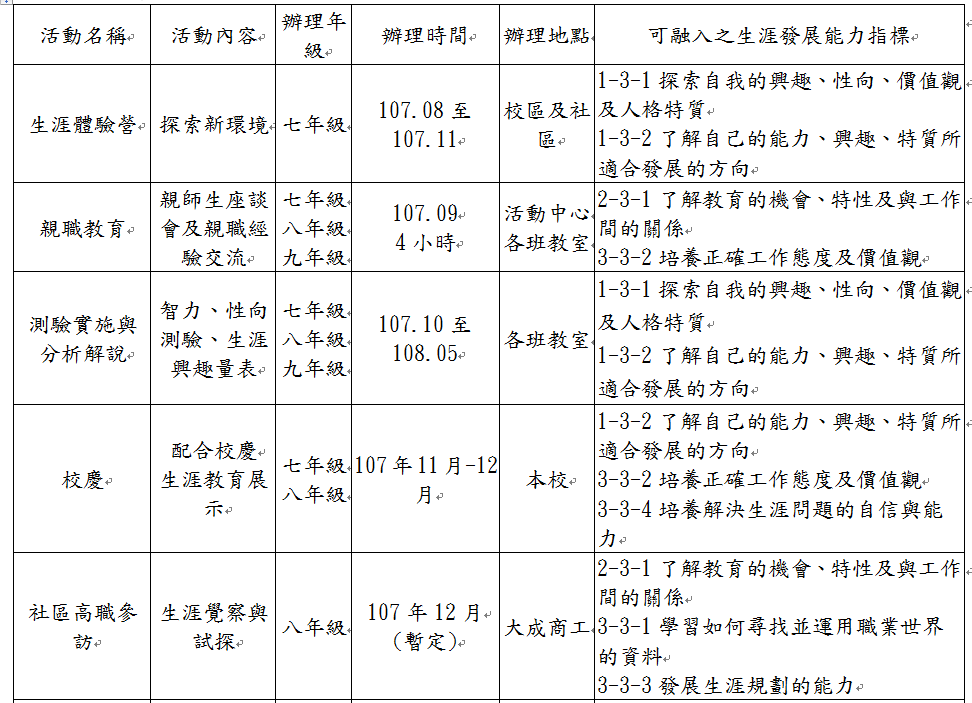 活動名稱
活動內容
辦理年
級
辦理時間
辦理地點
可融入之生涯發展能力指標
生涯體驗營
探索新環境
七年級
107.08 至
107.11
校區及社
區
1-3-1 探索自我的興趣、性向、價值觀
及人格特質
1-3-2 了解自己的能力、興趣、特質所
適合發展的方向
親職教育
親師生座談
會及親職經
驗交流
七年級
八年級
九年級
107.09
4 小時
活動中心
各班教室
2-3-1 了解教育的機會、特性及與工作
間的關係
3-3-2 培養正確工作態度及價值觀
測驗實施與
分析解說
智力、性向
測驗、生涯
興趣量表
七年級
八年級
九年級
107.10 至
108.05
各班教室
1-3-1 探索自我的興趣、性向、價值觀
及人格特質
1-3-2 了解自己的能力、興趣、特質所
適合發展的方向
校慶
配合校慶
生涯教育展
示
七年級
八年級
107 年 11 月-12
月
本校
1-3-2 了解自己的能力、興趣、特質所
適合發展的方向
3-3-2 培養正確工作態度及價值觀
3-3-4 培養解決生涯問題的自信與能
力
社區高職參
訪
生涯覺察與
試探
八年級
107 年 12 月
(暫定)
大成商工
2-3-1 了解教育的機會、特性及與工作
間的關係
3-3-1 學習如何尋找並運用職業世界
的資料
3-3-3 發展生涯規劃的能力